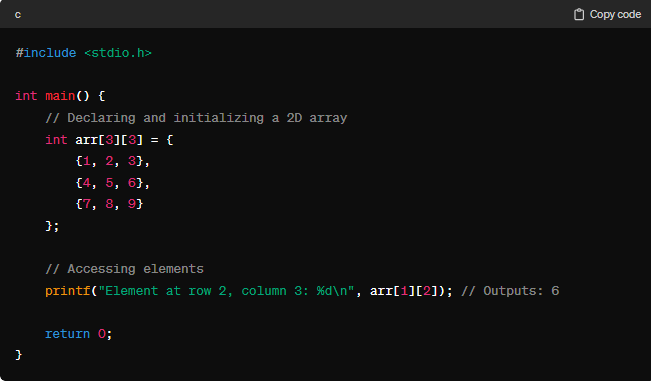 c
Copy code
#include <stdio.h>
int main() {
    // Declaring and initializing a 2D array
    int arr[3][3] = {
        {1, 2, 3},
        {4, 5, 6},
        {7, 8, 9}
    };
    // Accessing elements
    printf("Element at row 2, column 3: %d\n", arr[1][2]); // Outputs: 6
    return 0;
}